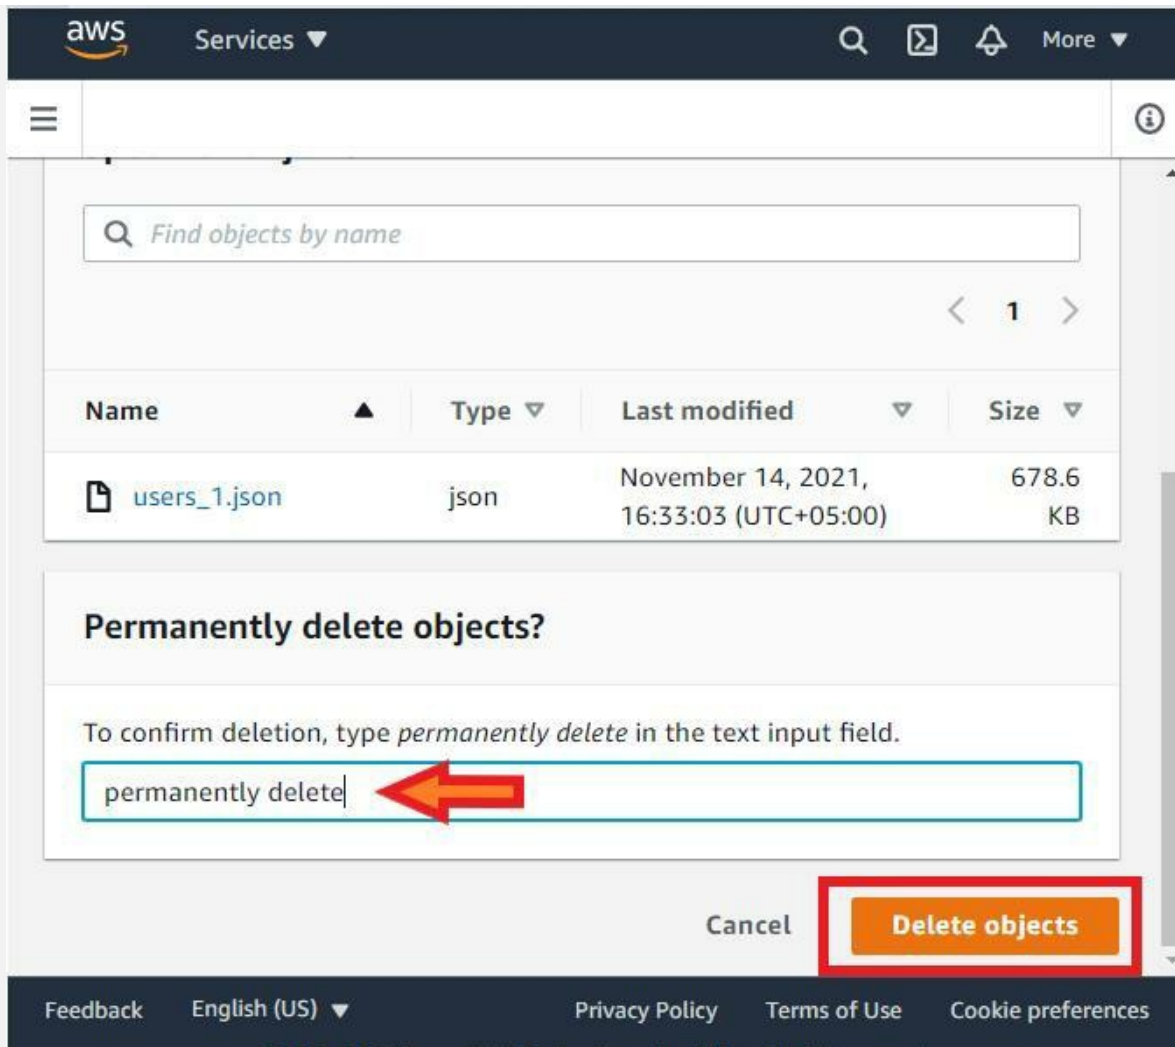 aws
Services
More
Find objects by name
1
Name Type Last modified Size
users_1.json json November 14, 2021, 16:33:03 (UTC+05:00) 678.6 KB
Permanently delete objects?
To confirm deletion, type permanently delete in the text input field.
permanently delete
Cancel Delete objects
Feedback English (US) Privacy Policy Terms of Use Cookie preferences